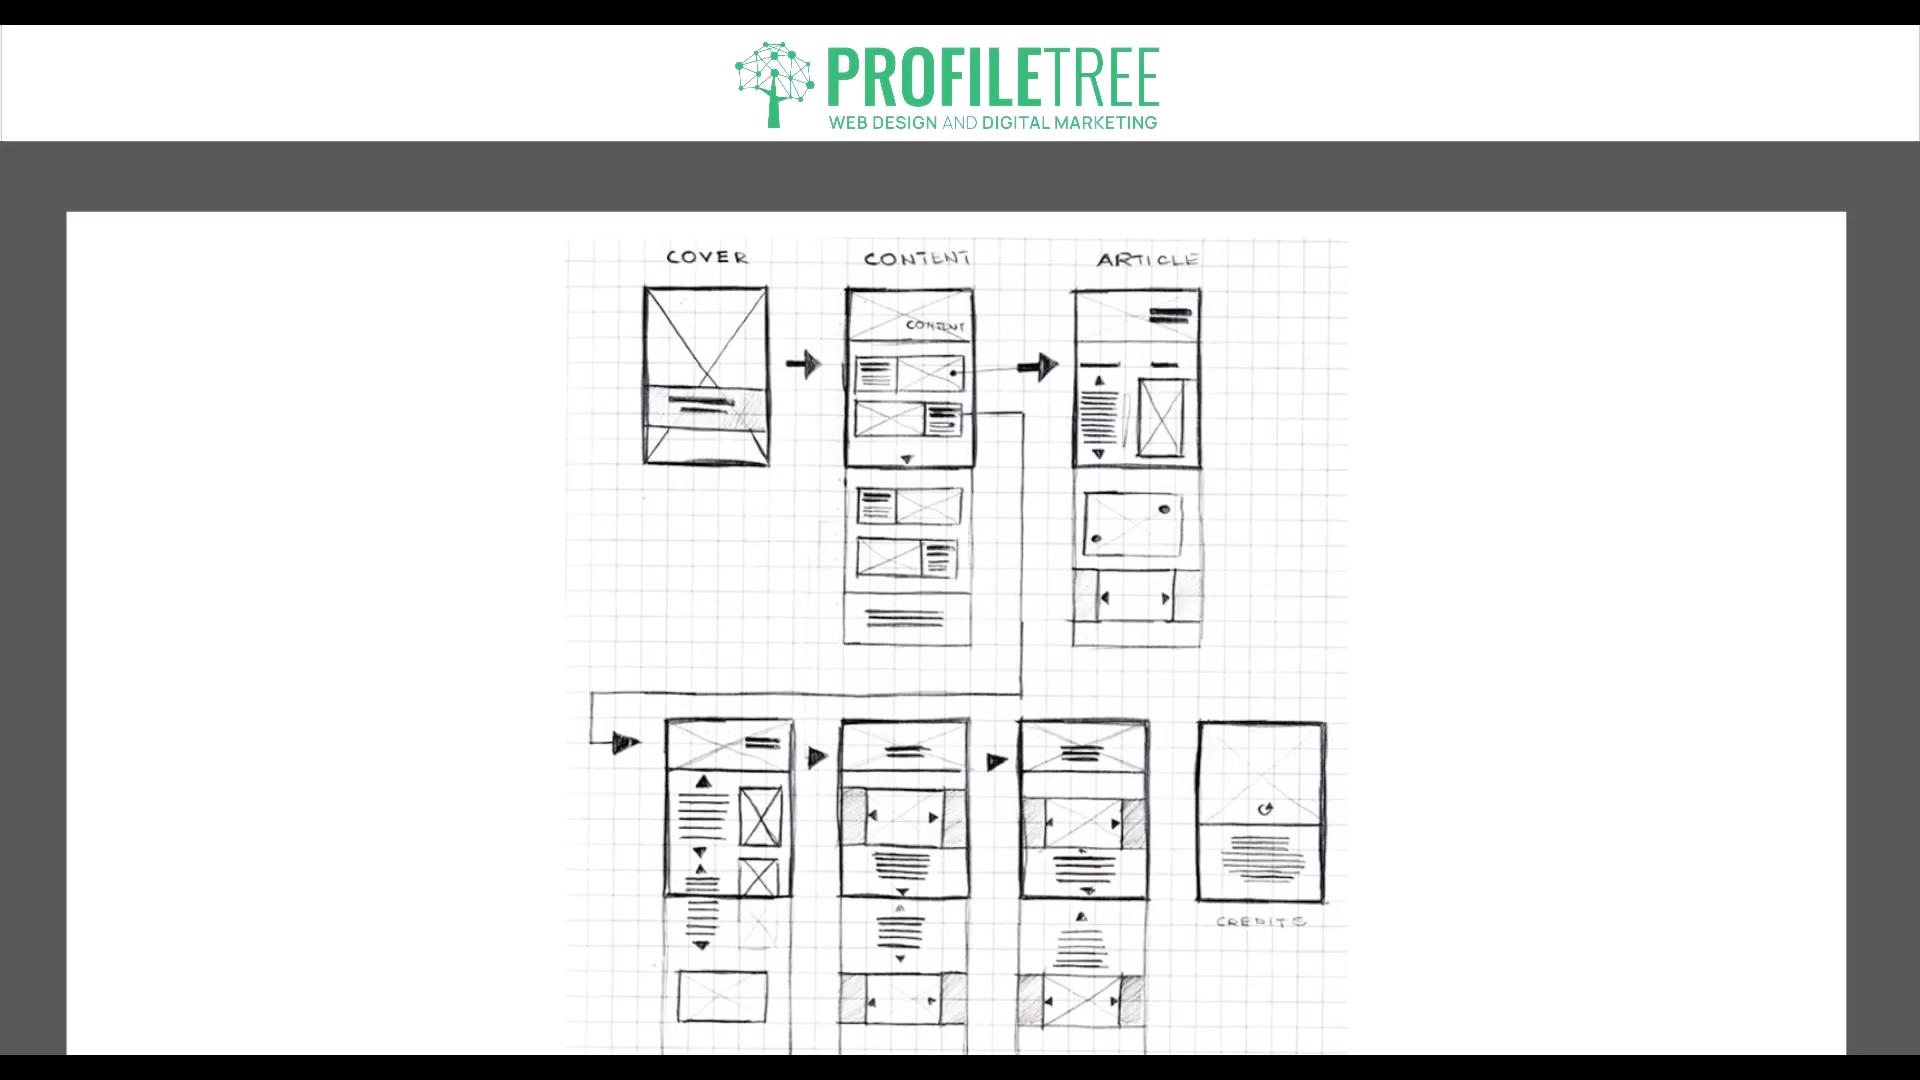 PROFILETREE
WEB DESIGN AND DIGITAL MARKETING
COVER
CONTENT
ARTICLE
CONTENT
CREDITS